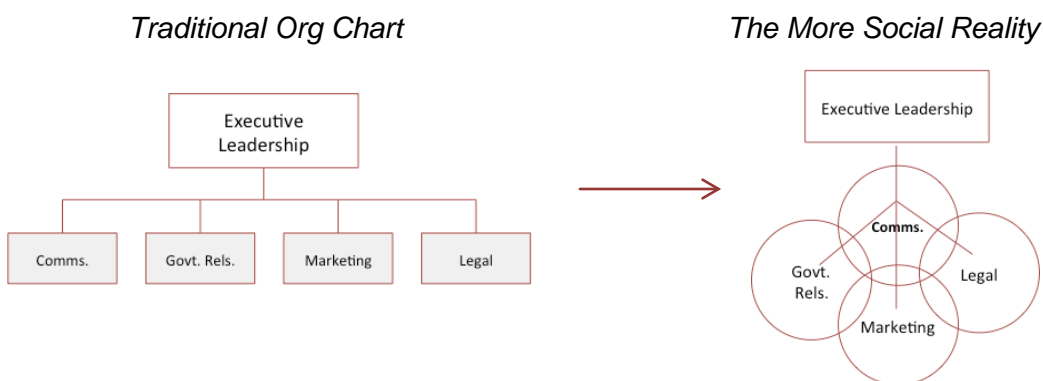 Traditional Org Chart
Executive
Leadership
Comms.
Govt. Rels.
Marketing
Legal
The More Social Reality
Executive Leadership
Comms.
Govt.
Rels.
Legal
Marketing